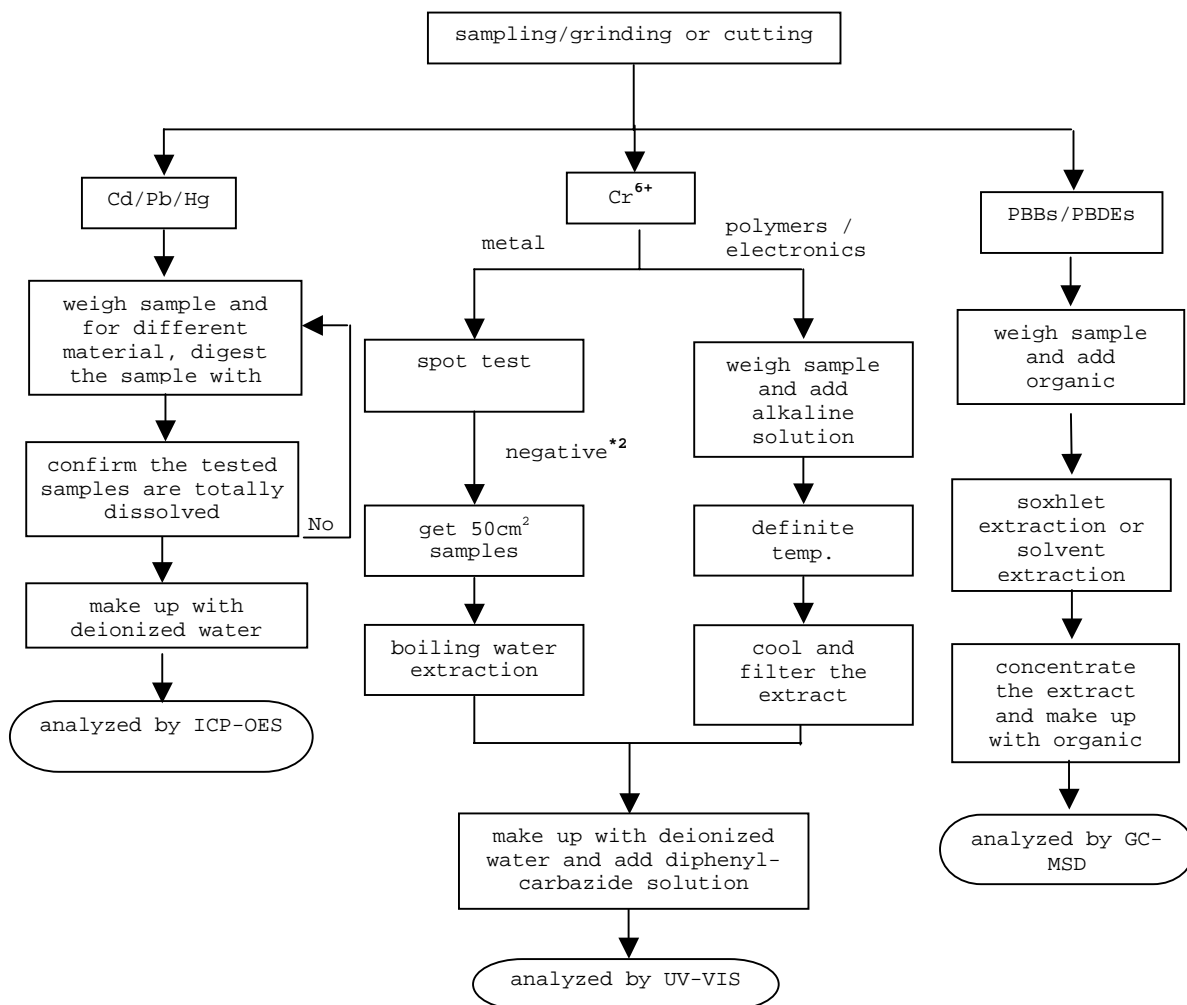 sampling/grinding or cutting
Cd/Pb/Hg
weigh sample and
for different
material, digest
the sample with
confirm the tested
samples are totally
dissolved
No
make up with
deionized water
analyzed by ICP-OES
Cr6+
metal
spot test
negative*2
get 50cm2
samples
boiling water
extraction
polymers /
electronics
weigh sample
and add
alkaline
solution
definite
temp.
cool and
filter the
extract
make up with deionized
water and add diphenyl-
carbazide solution
analyzed by UV-VIS
PBBs/PBDEs
weigh sample
and add
organic
soxhlet
extraction or
solvent
extraction
concentrate
the extract
and make up
with organic
analyzed by GC-
MSD